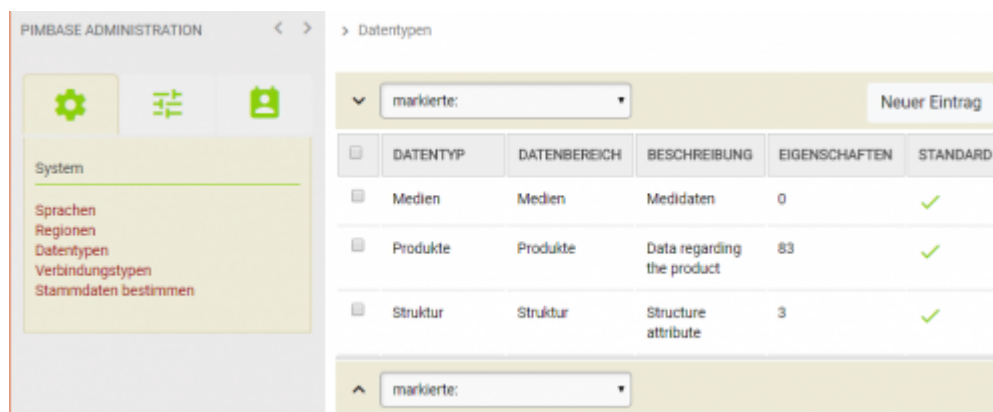 PIMBASE ADMINISTRATION
> Datentypen
markierte:
Neuer Eintrag
System
Sprachen
Regionen
Datentypen
Verbindungstypen
Stammdaten bestimmen
DATENTYP DATENBEREICH BESCHREIBUNG EIGENSCHAFTEN STANDARD
Medien Medien Medidaten 0
Produkte Produkte Data regarding 83
the product
Struktur Struktur Structure 3
attribute
markierte: